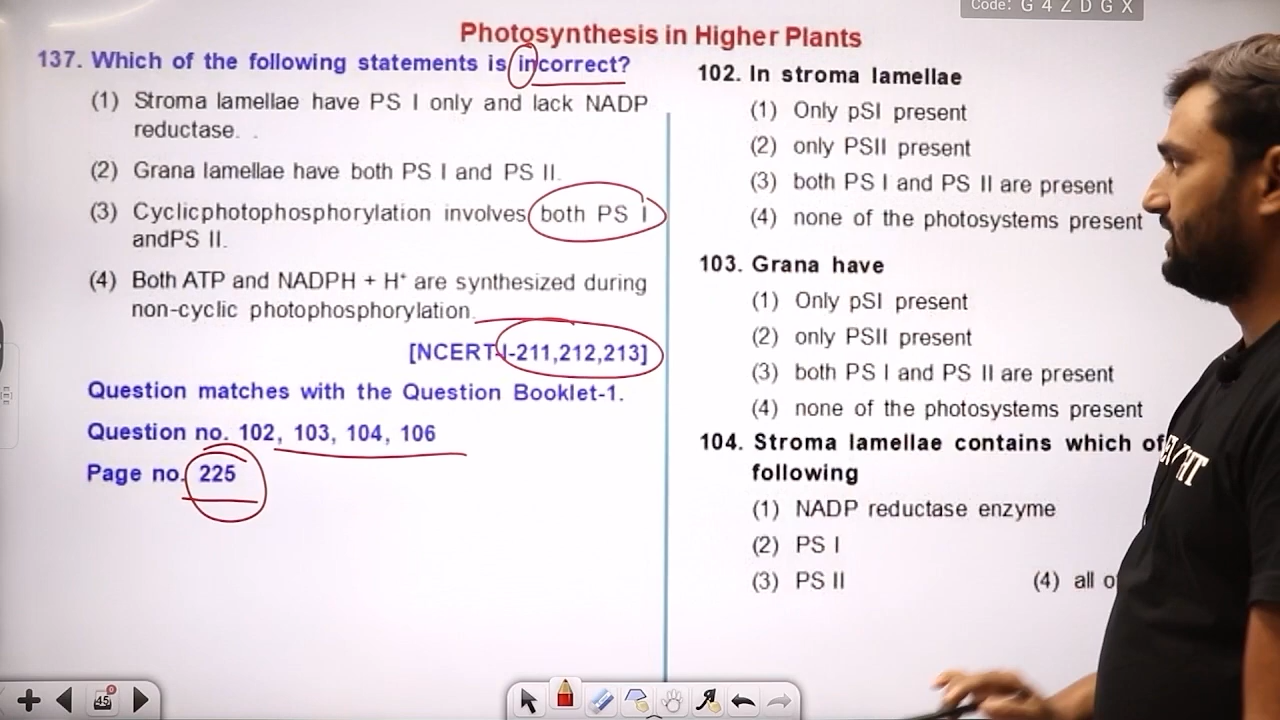 Code: G 4 Z D G X
Photosynthesis in Higher Plants
137. Which of the following statements is incorrect?
(1) Stroma lamellae have PS I only and lack NADP
reductase. .
(2) Grana lamellae have both PS I and PS II.
(3) Cyclicphotophosphorylation involves both PS I
andPS II.
(4) Both ATP and NADPH + H⁺ are synthesized during
non-cyclic photophosphorylation.
[NCERT-I-211,212,213]
Question matches with the Question Booklet-1.
Question no. 102, 103, 104, 106
Page no. 225
102. In stroma lamellae
(1) Only pSI present
(2) only PSII present
(3) both PS I and PS II are present
(4) none of the photosystems present
103. Grana have
(1) Only pSI present
(2) only PSII present
(3) both PS I and PS II are present
(4) none of the photosystems present
104. Stroma lamellae contains which of
following
(1) NADP reductase enzyme
(2) PS I
(3) PS II (4) all o
45